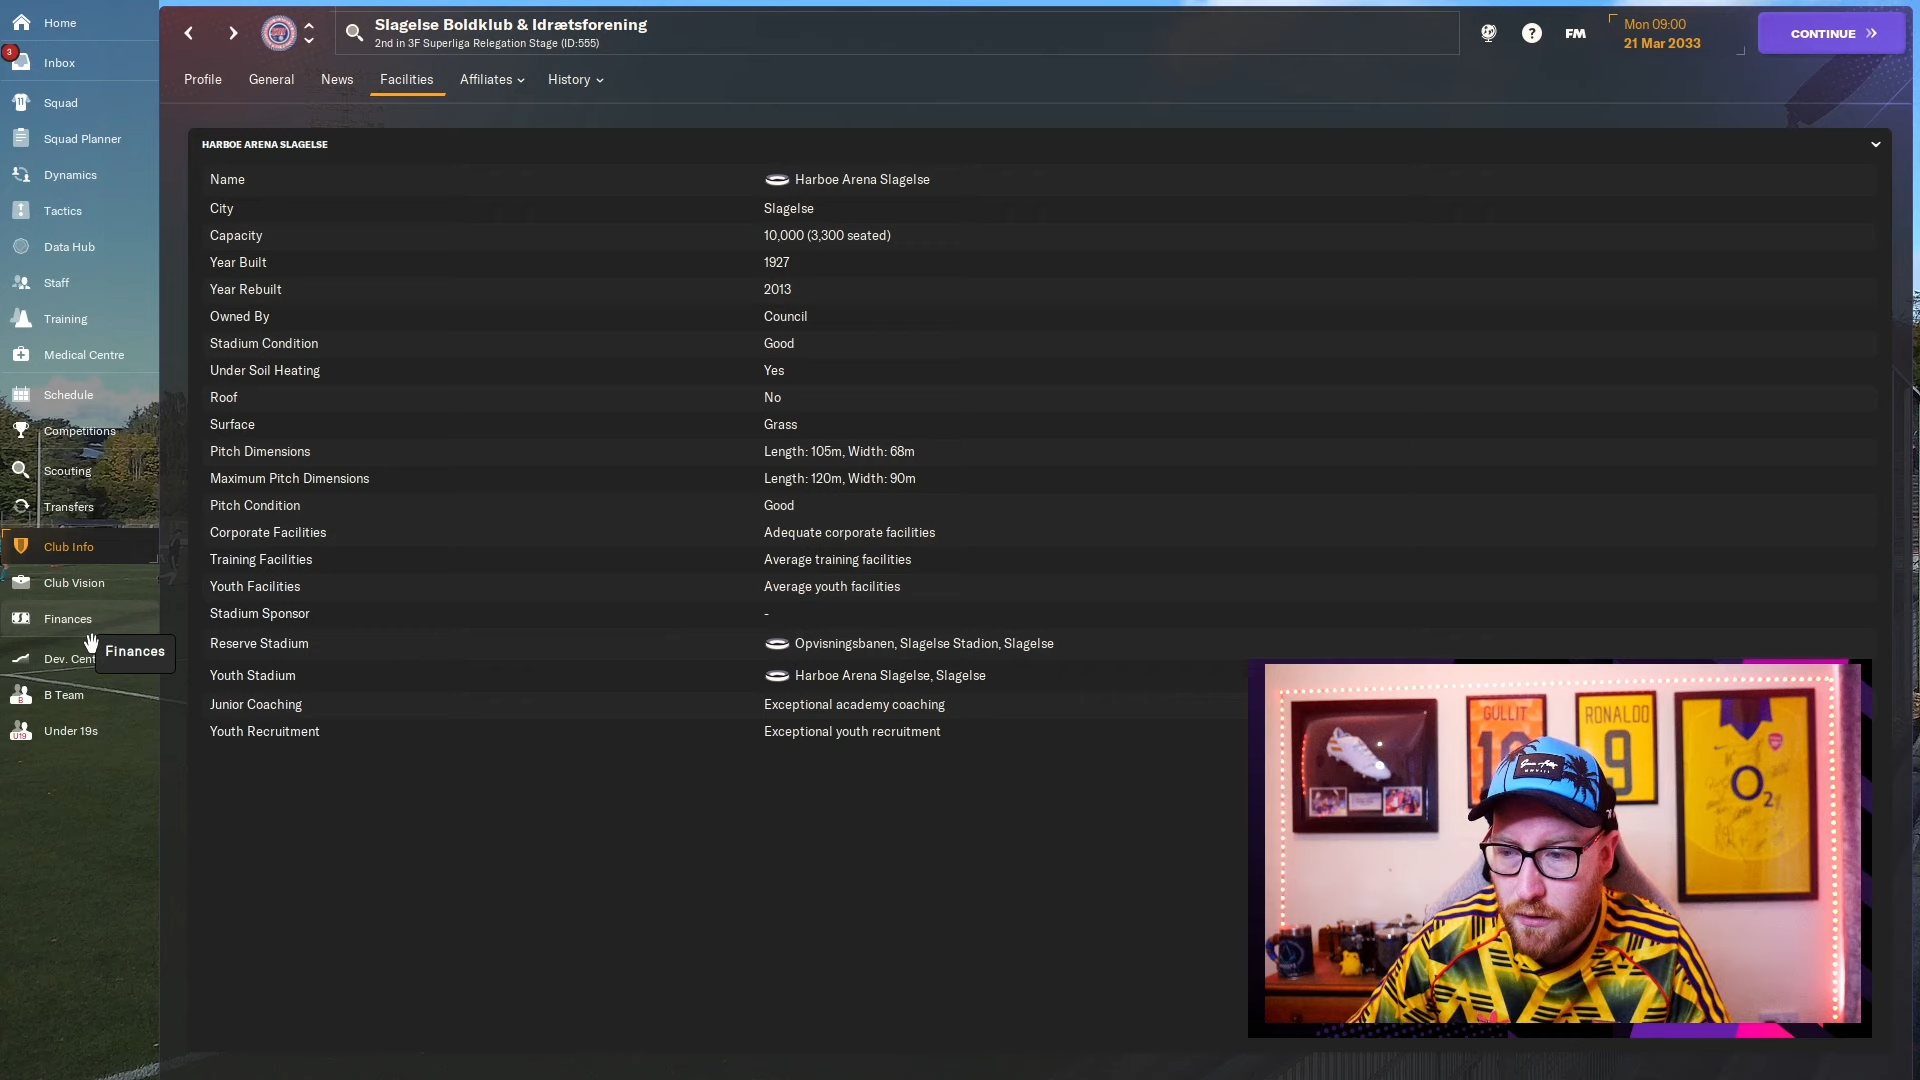 Home
3
Inbox
Squad
Squad Planner
Dynamics
Tactics
Data Hub
Staff
Training
Medical Centre
Schedule
Competitions
Scouting
Transfers
Club Info
Club Vision
Finances
Finances
Dev. Cent
B
B Team
U19
Under 19s
Slagelse Boldklub & Idrætsforening
2nd in 3F Superliga Relegation Stage (ID:555)
? FM
Mon 09:00
21 Mar 2033
CONTINUE
Profile General News Facilities Affiliates History
HARBOE ARENA SLAGELSE
Name Harboe Arena Slagelse
City Slagelse
Capacity 10,000 (3,300 seated)
Year Built 1927
Year Rebuilt 2013
Owned By Council
Stadium Condition Good
Under Soil Heating Yes
Roof No
Surface Grass
Pitch Dimensions Length: 105m, Width: 68m
Maximum Pitch Dimensions Length: 120m, Width: 90m
Pitch Condition Good
Corporate Facilities Adequate corporate facilities
Training Facilities Average training facilities
Youth Facilities Average youth facilities
Stadium Sponsor -
Reserve Stadium Opvisningsbanen, Slagelse Stadion, Slagelse
Youth Stadium Harboe Arena Slagelse, Slagelse
Junior Coaching Exceptional academy coaching
Youth Recruitment Exceptional youth recruitment
GULLIT
10
RONALDO
9
O2